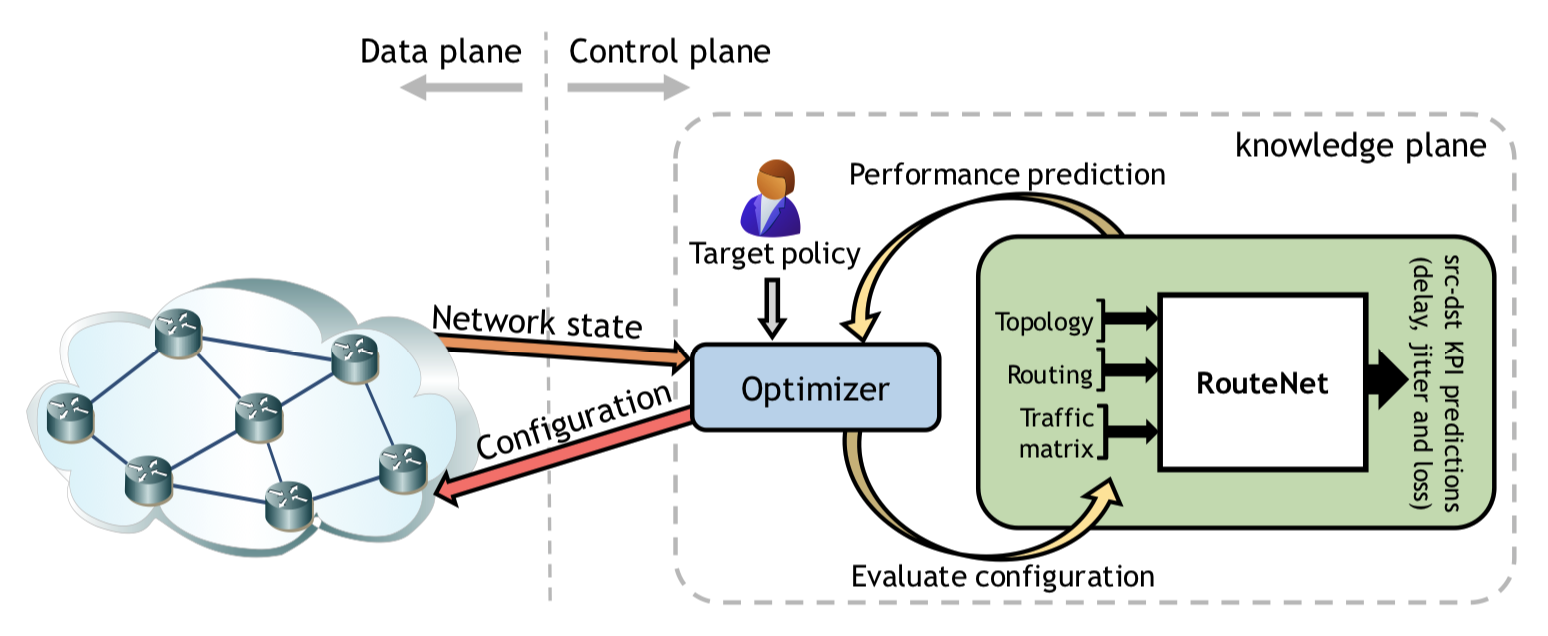 Data plane
Control plane
knowledge plane
Performance prediction
Target policy
Network state
Configuration
Optimizer
Topology
Routing
Traffic
matrix
RouteNet
src-dst KPI predictions
(delay, jitter and loss)
Evaluate configuration